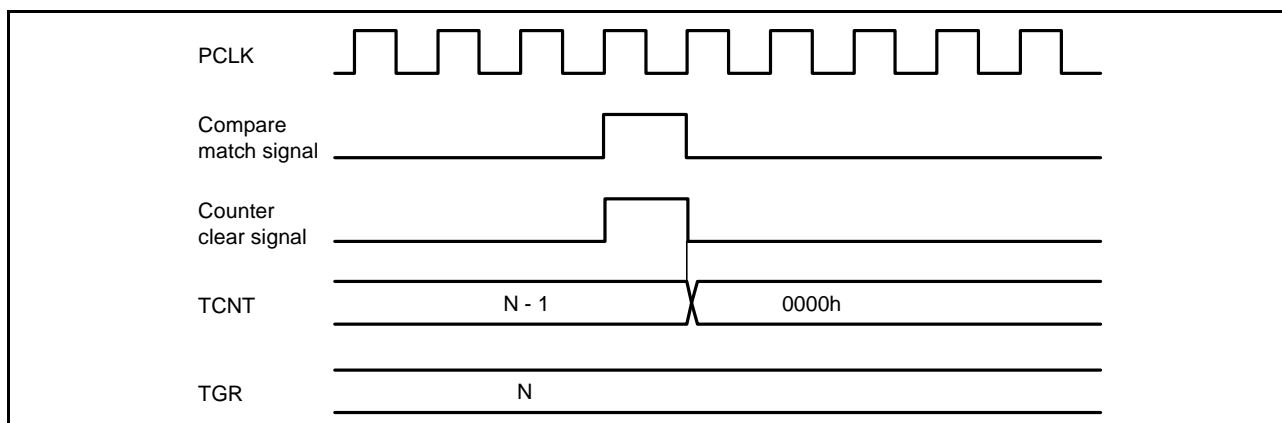 PCLK
Compare
match signal
Counter
clear signal
TCNT
N - 1
0000h
TGR
N